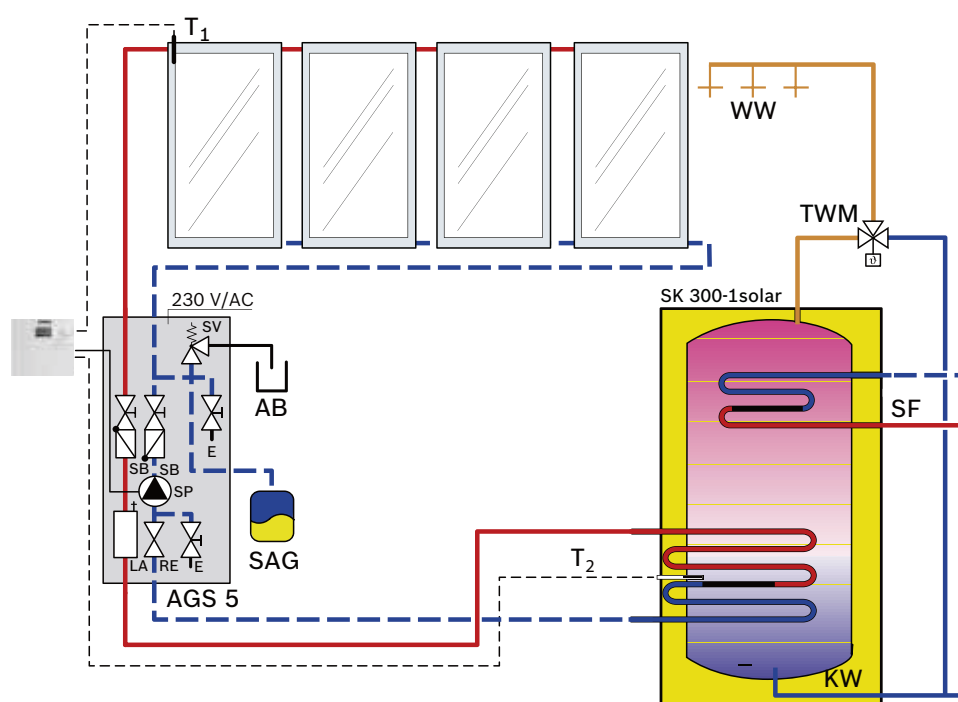 T1
WW
TWM
ϑ
230 V/AC
SV
SK 300-1solar
AB
SF
E
SB SB
SP
SAG
T2
LA RE E
AGS 5
KW